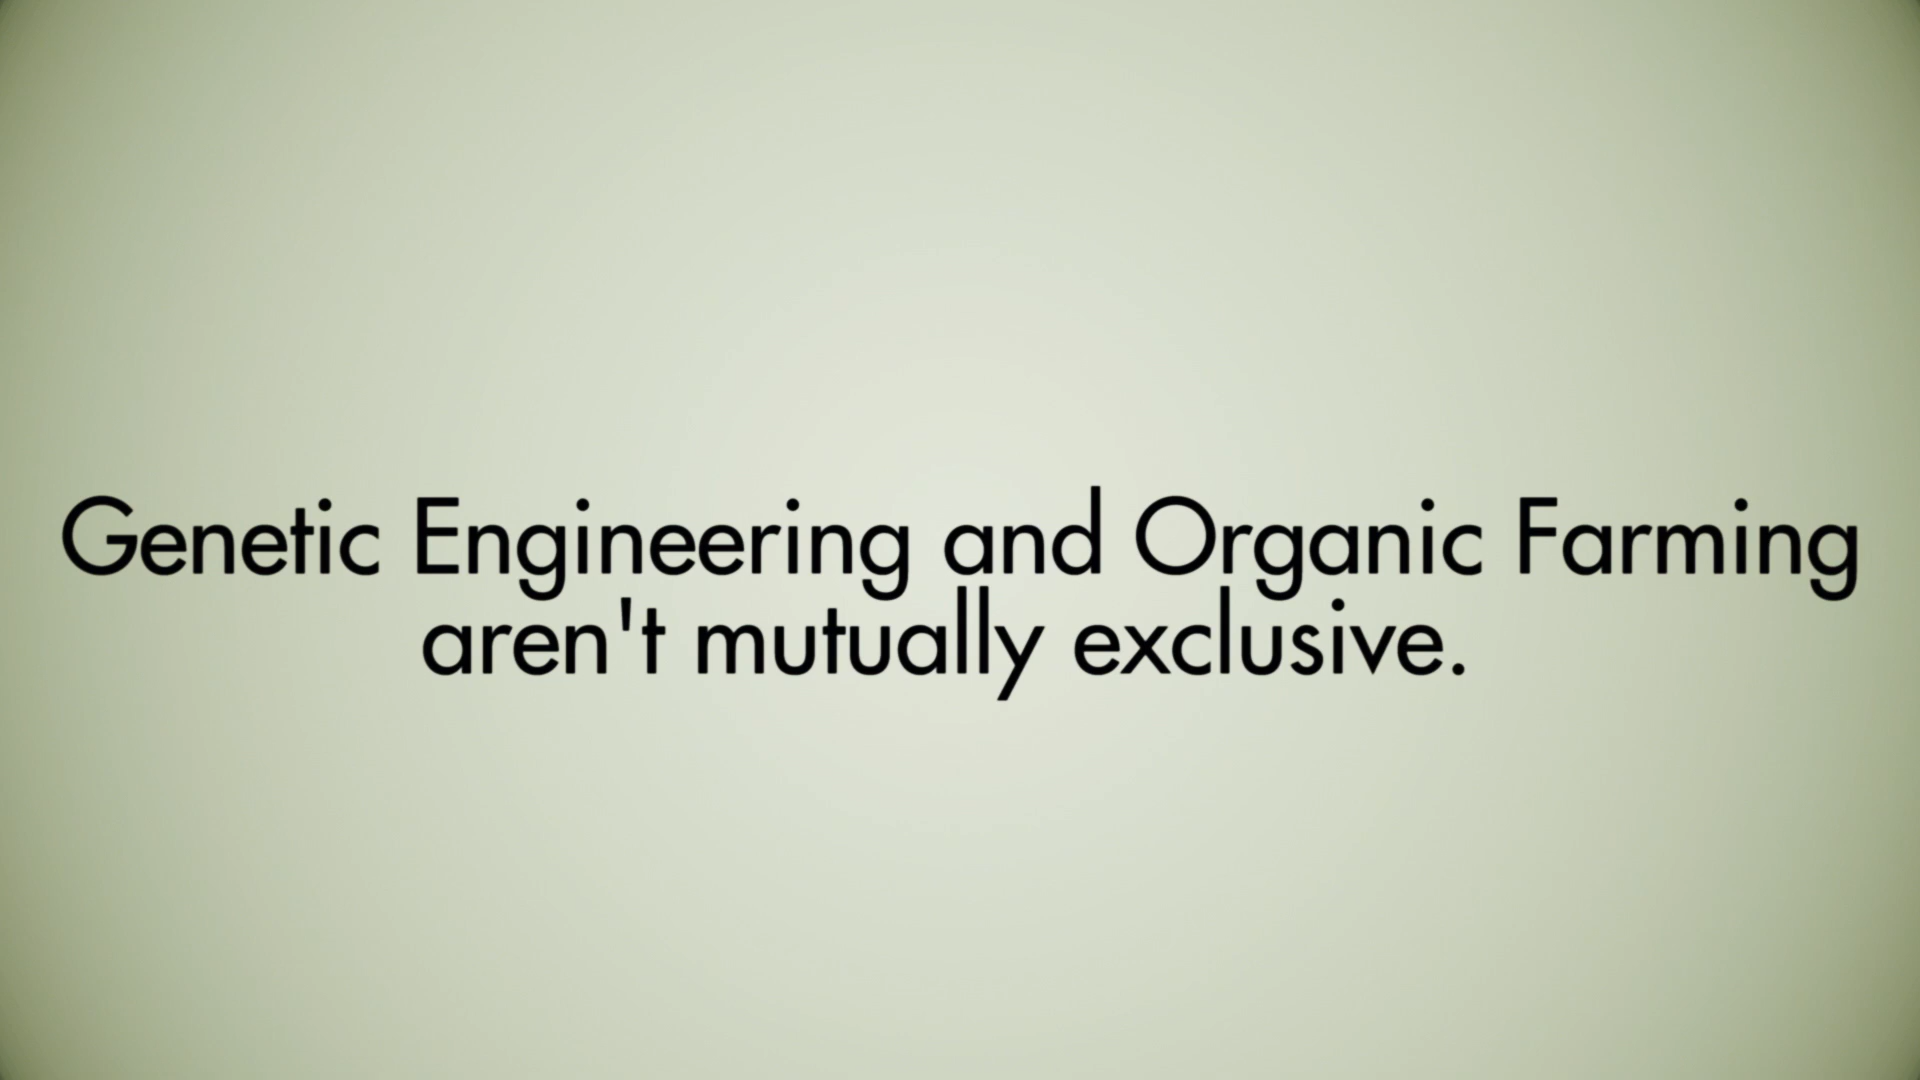 Genetic Engineering and Organic Farming
aren't mutually exclusive.